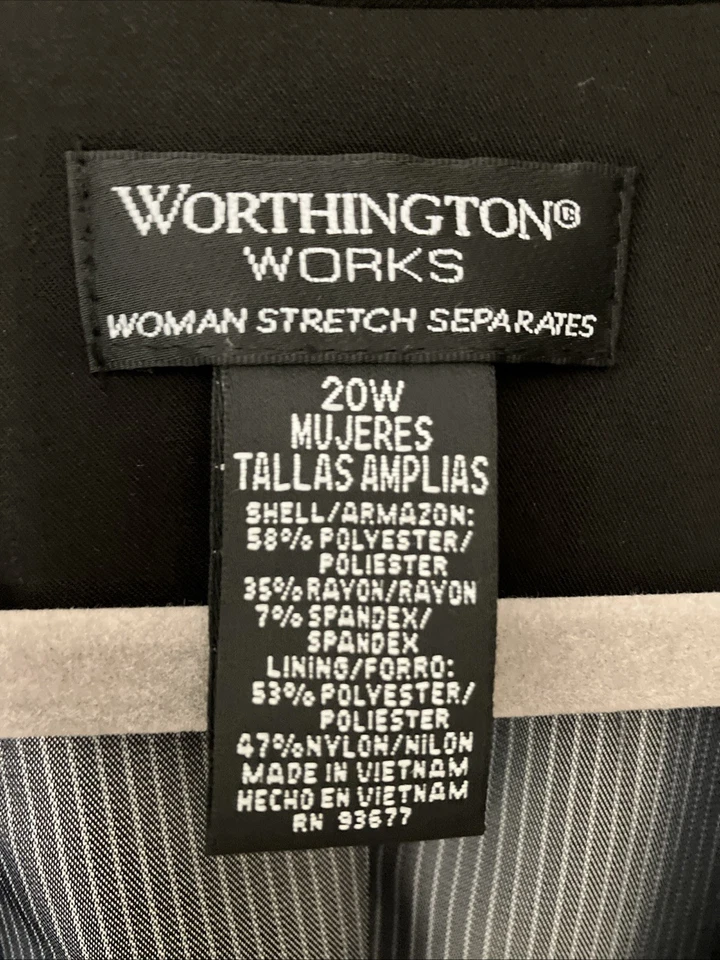 WORTHINGTON®
WORKS
WOMAN STRETCH SEPARATES
20W
MUJERES
TALLAS AMPLIAS
SHELL/ARMAZON:
58% POLYESTER/
POLIESTER
35% RAYON/RAYON
7% SPANDEX/
SPANDEX
LINING/FORRO:
53% POLYESTER/
POLIESTER
47% NYLON/NILON
MADE IN VIETNAM
HECHO EN VIETNAM
RN 93677